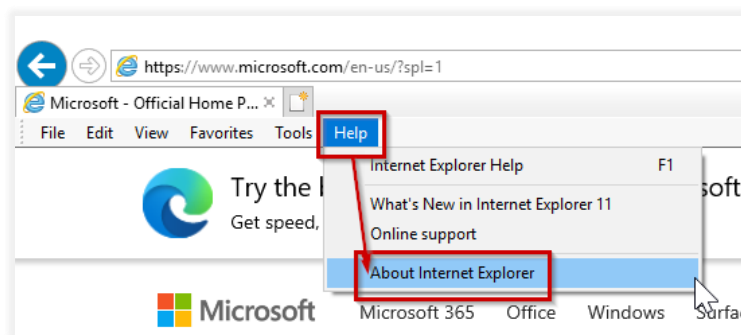 https://www.microsoft.com/en-us/?spl=1
Microsoft - Official Home P...
File Edit View Favorites Tools Help
Internet Explorer Help F1
What's New in Internet Explorer 11
Online support
About Internet Explorer
Try the
Get speed,
Microsoft Microsoft 365 Office Windows